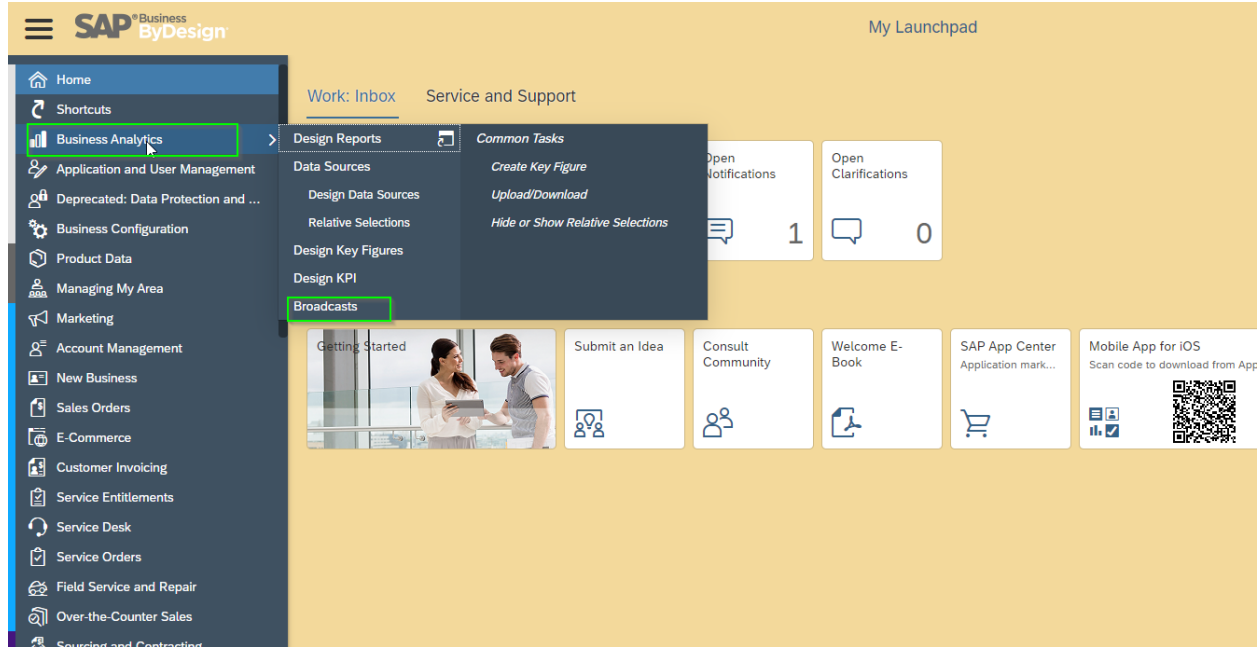 SAP® Business
ByDesign
My Launchpad
Home
Shortcuts
Business Analytics
Application and User Management
Deprecated: Data Protection and ...
Business Configuration
Product Data
Managing My Area
Marketing
Account Management
New Business
Sales Orders
E-Commerce
Customer Invoicing
Service Entitlements
Service Desk
Service Orders
Field Service and Repair
Over-the-Counter Sales
Sourcing and Contracting
Work: Inbox
Service and Support
Design Reports
Data Sources
Design Data Sources
Relative Selections
Design Key Figures
Design KPI
Broadcasts
Common Tasks
Create Key Figure
Upload/Download
Hide or Show Relative Selections
Open
Notifications
1
Open
Clarifications
0
Getting Started
Submit an Idea
Consult
Community
Welcome E-
Book
SAP App Center
Application mark...
Mobile App for iOS
Scan code to download from App